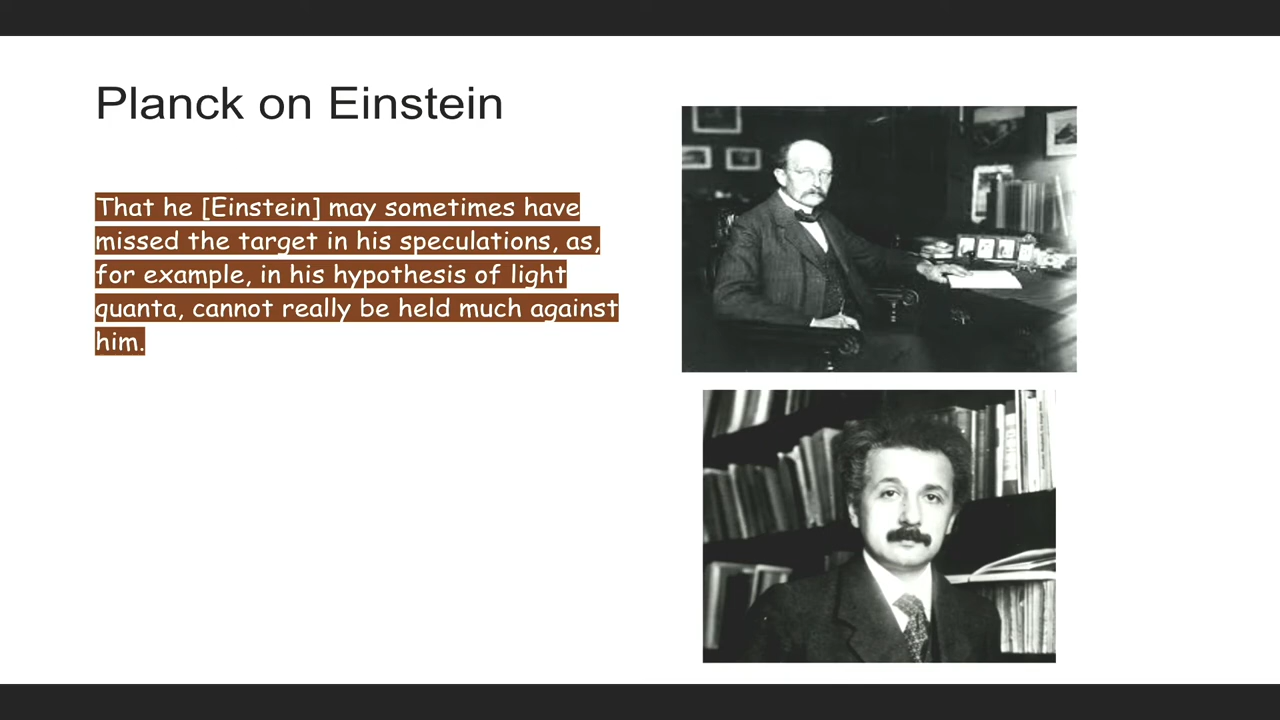 Planck on Einstein
That he [Einstein] may sometimes have
missed the target in his speculations, as,
for example, in his hypothesis of light
quanta, cannot really be held much against
him.